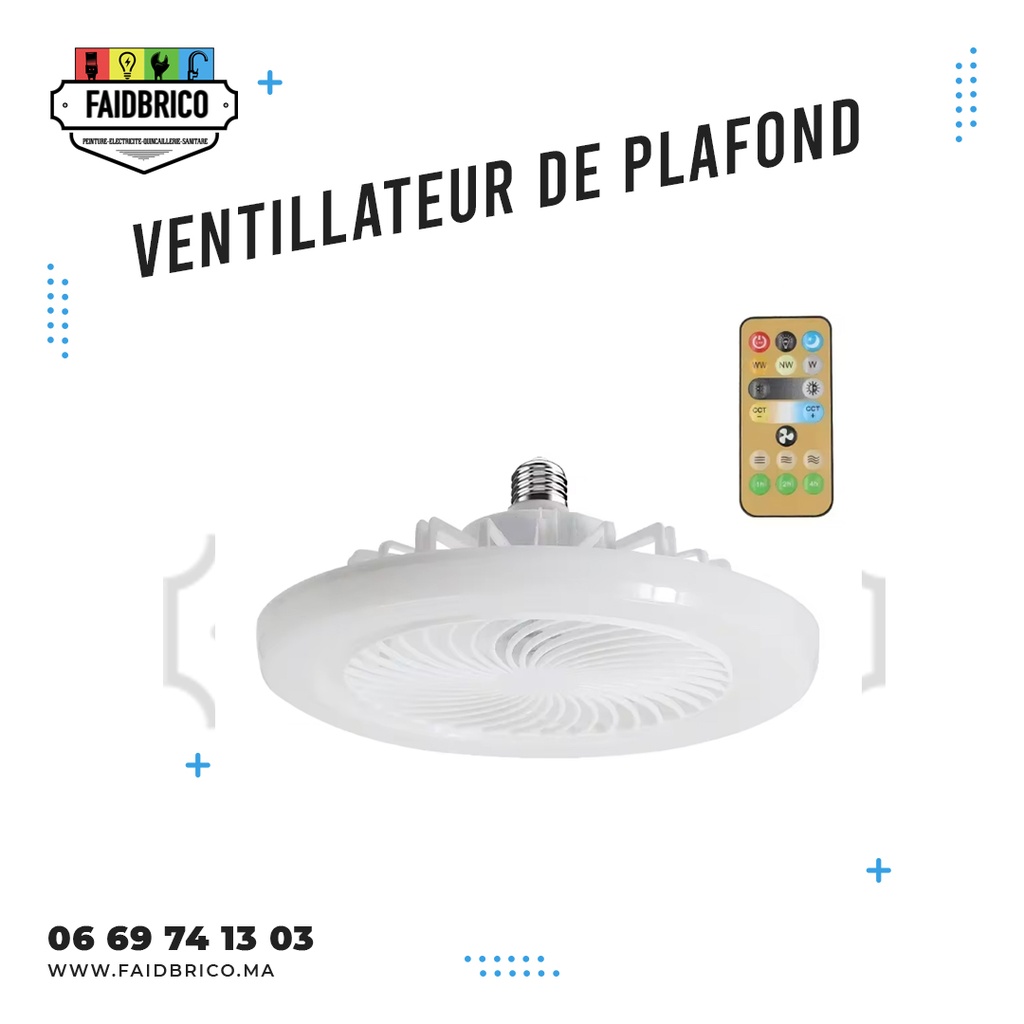 FAIDBRICO
PEINTURE-ELECTRICITE-QUINCAILLERIE-SANITARE
VENTILLATEUR DE PLAFOND
WW NW W
CCT CCT
- +
1H 2H 4H
06 69 74 13 03
WWW.FAIDBRICO.MA